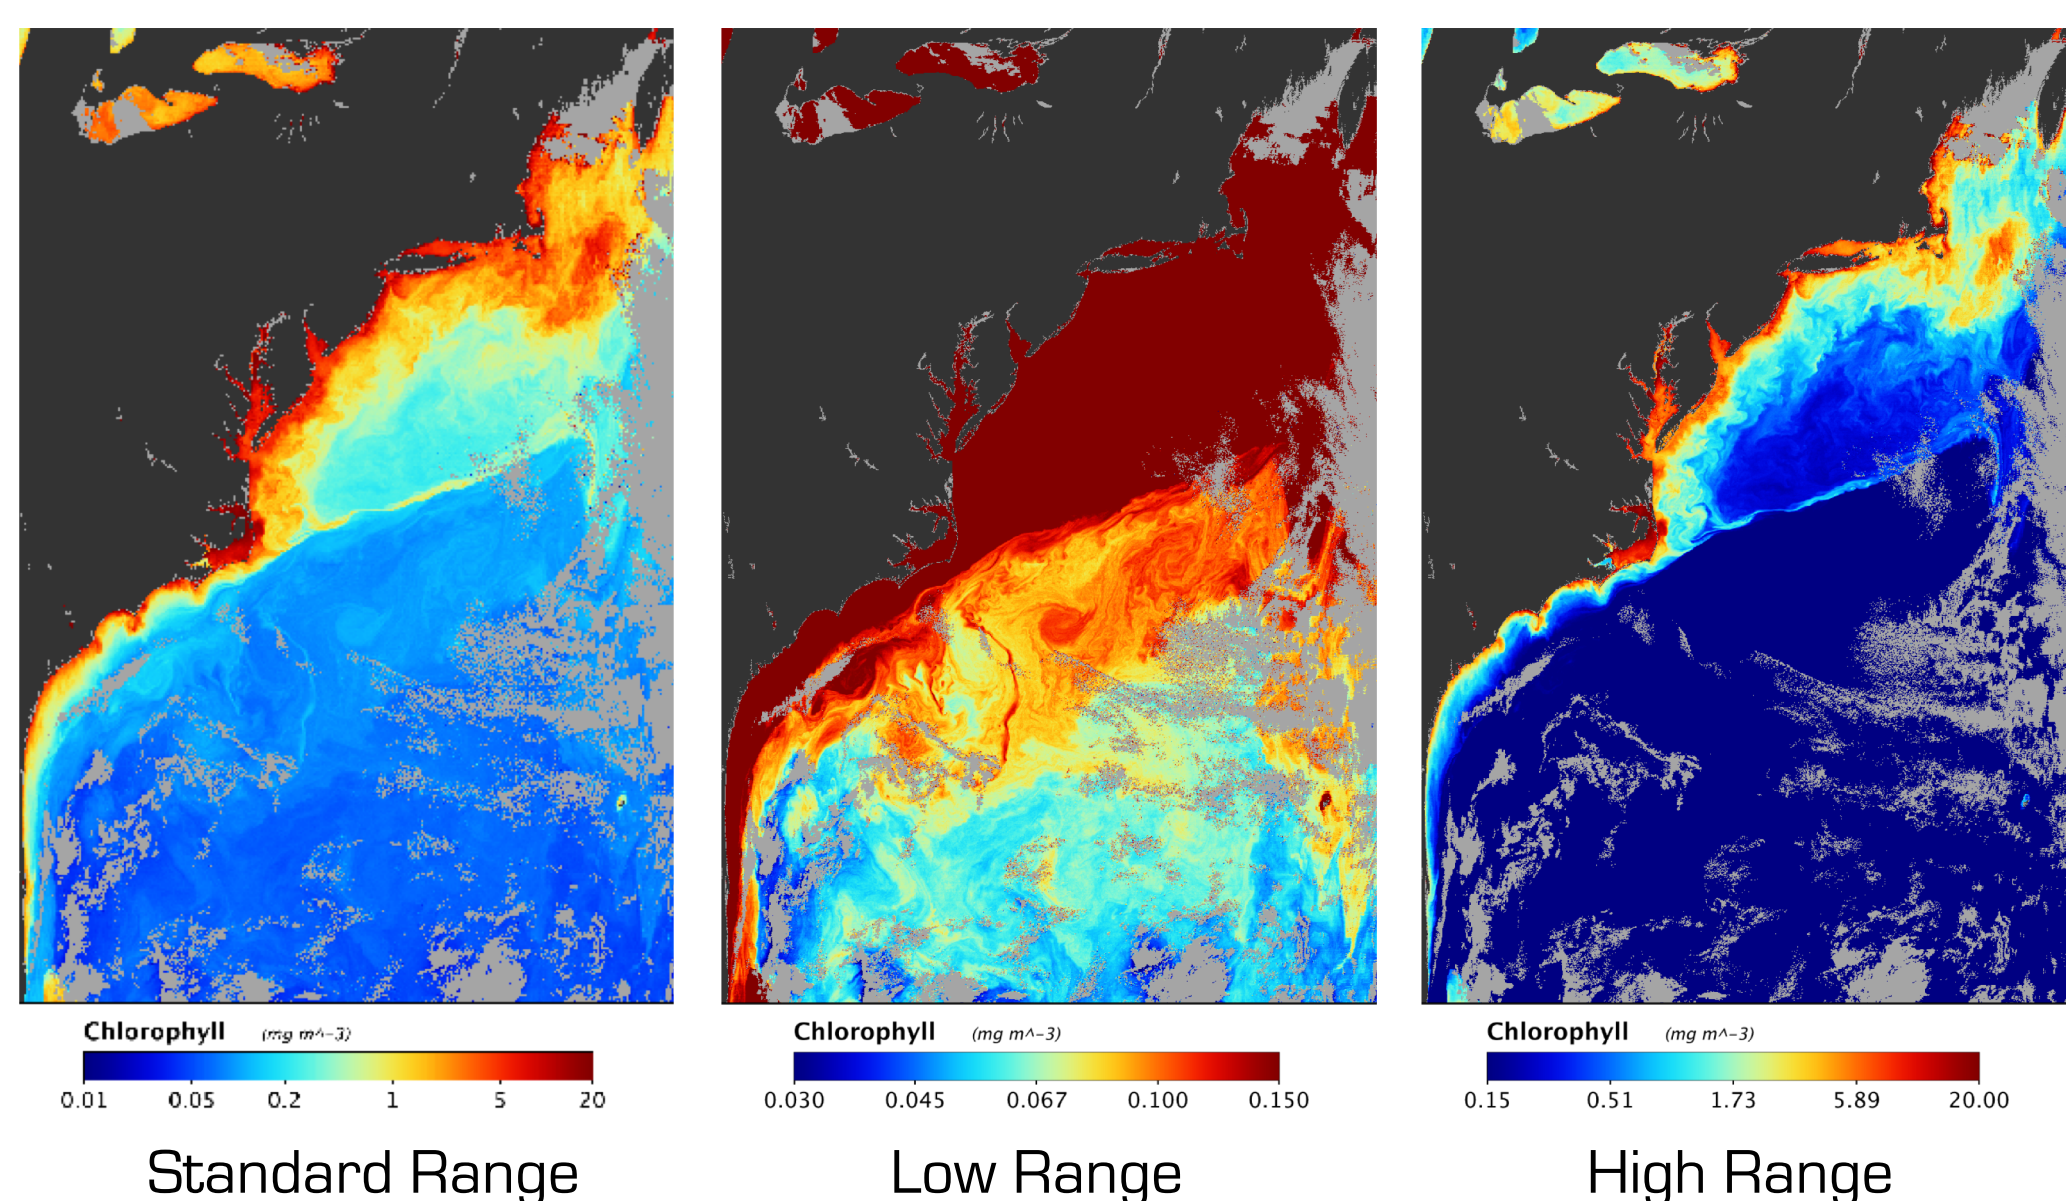 Chlorophyll (mg m^-3)
0.01 0.05 0.2 1 5 20
Standard Range
Chlorophyll (mg m^-3)
0.030 0.045 0.067 0.100 0.150
Low Range
Chlorophyll (mg m^-3)
0.15 0.51 1.73 5.89 20.00
High Range